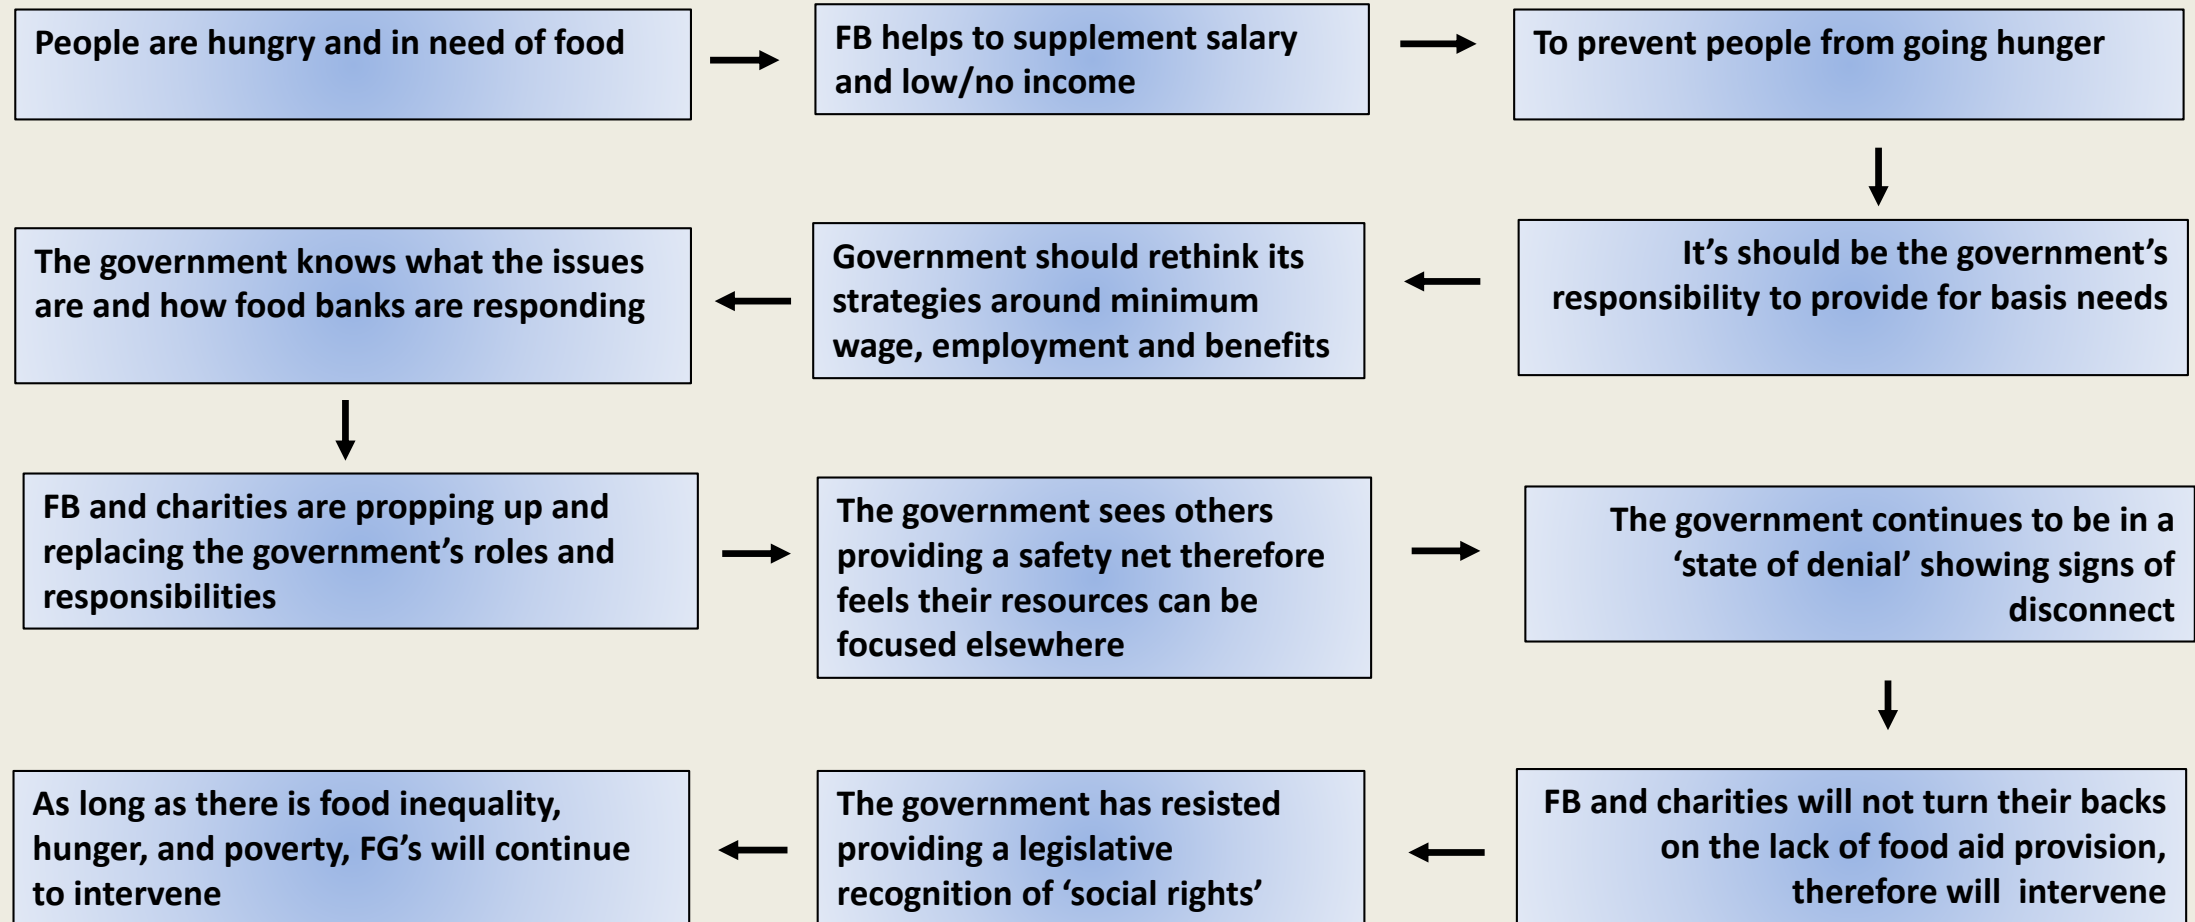 People are hungry and in need of food
FB helps to supplement salary
and low/no income
To prevent people from going hunger
It's should be the government's
responsibility to provide for basis needs
Government should rethink its
strategies around minimum
wage, employment and benefits
The government knows what the issues
are and how food banks are responding
FB and charities are propping up and
replacing the government’s roles and
responsibilities
The government sees others
providing a safety net therefore
feels their resources can be
focused elsewhere
The government continues to be in a
‘state of denial’ showing signs of
disconnect
FB and charities will not turn their backs
on the lack of food aid provision,
therefore will  intervene
The government has resisted
providing a legislative
recognition of ‘social rights’
As long as there is food inequality,
hunger, and poverty, FG’s will continue
to intervene